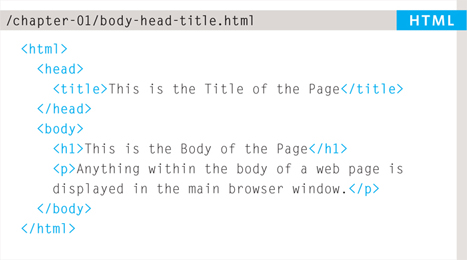 /chapter-01/body-head-title.html HTML
<html>
<head>
<title>This is the Title of the Page</title>
</head>
<body>
<h1>This is the Body of the Page</h1>
<p>Anything within the body of a web page is
displayed in the main browser window.</p>
</body>
</html>